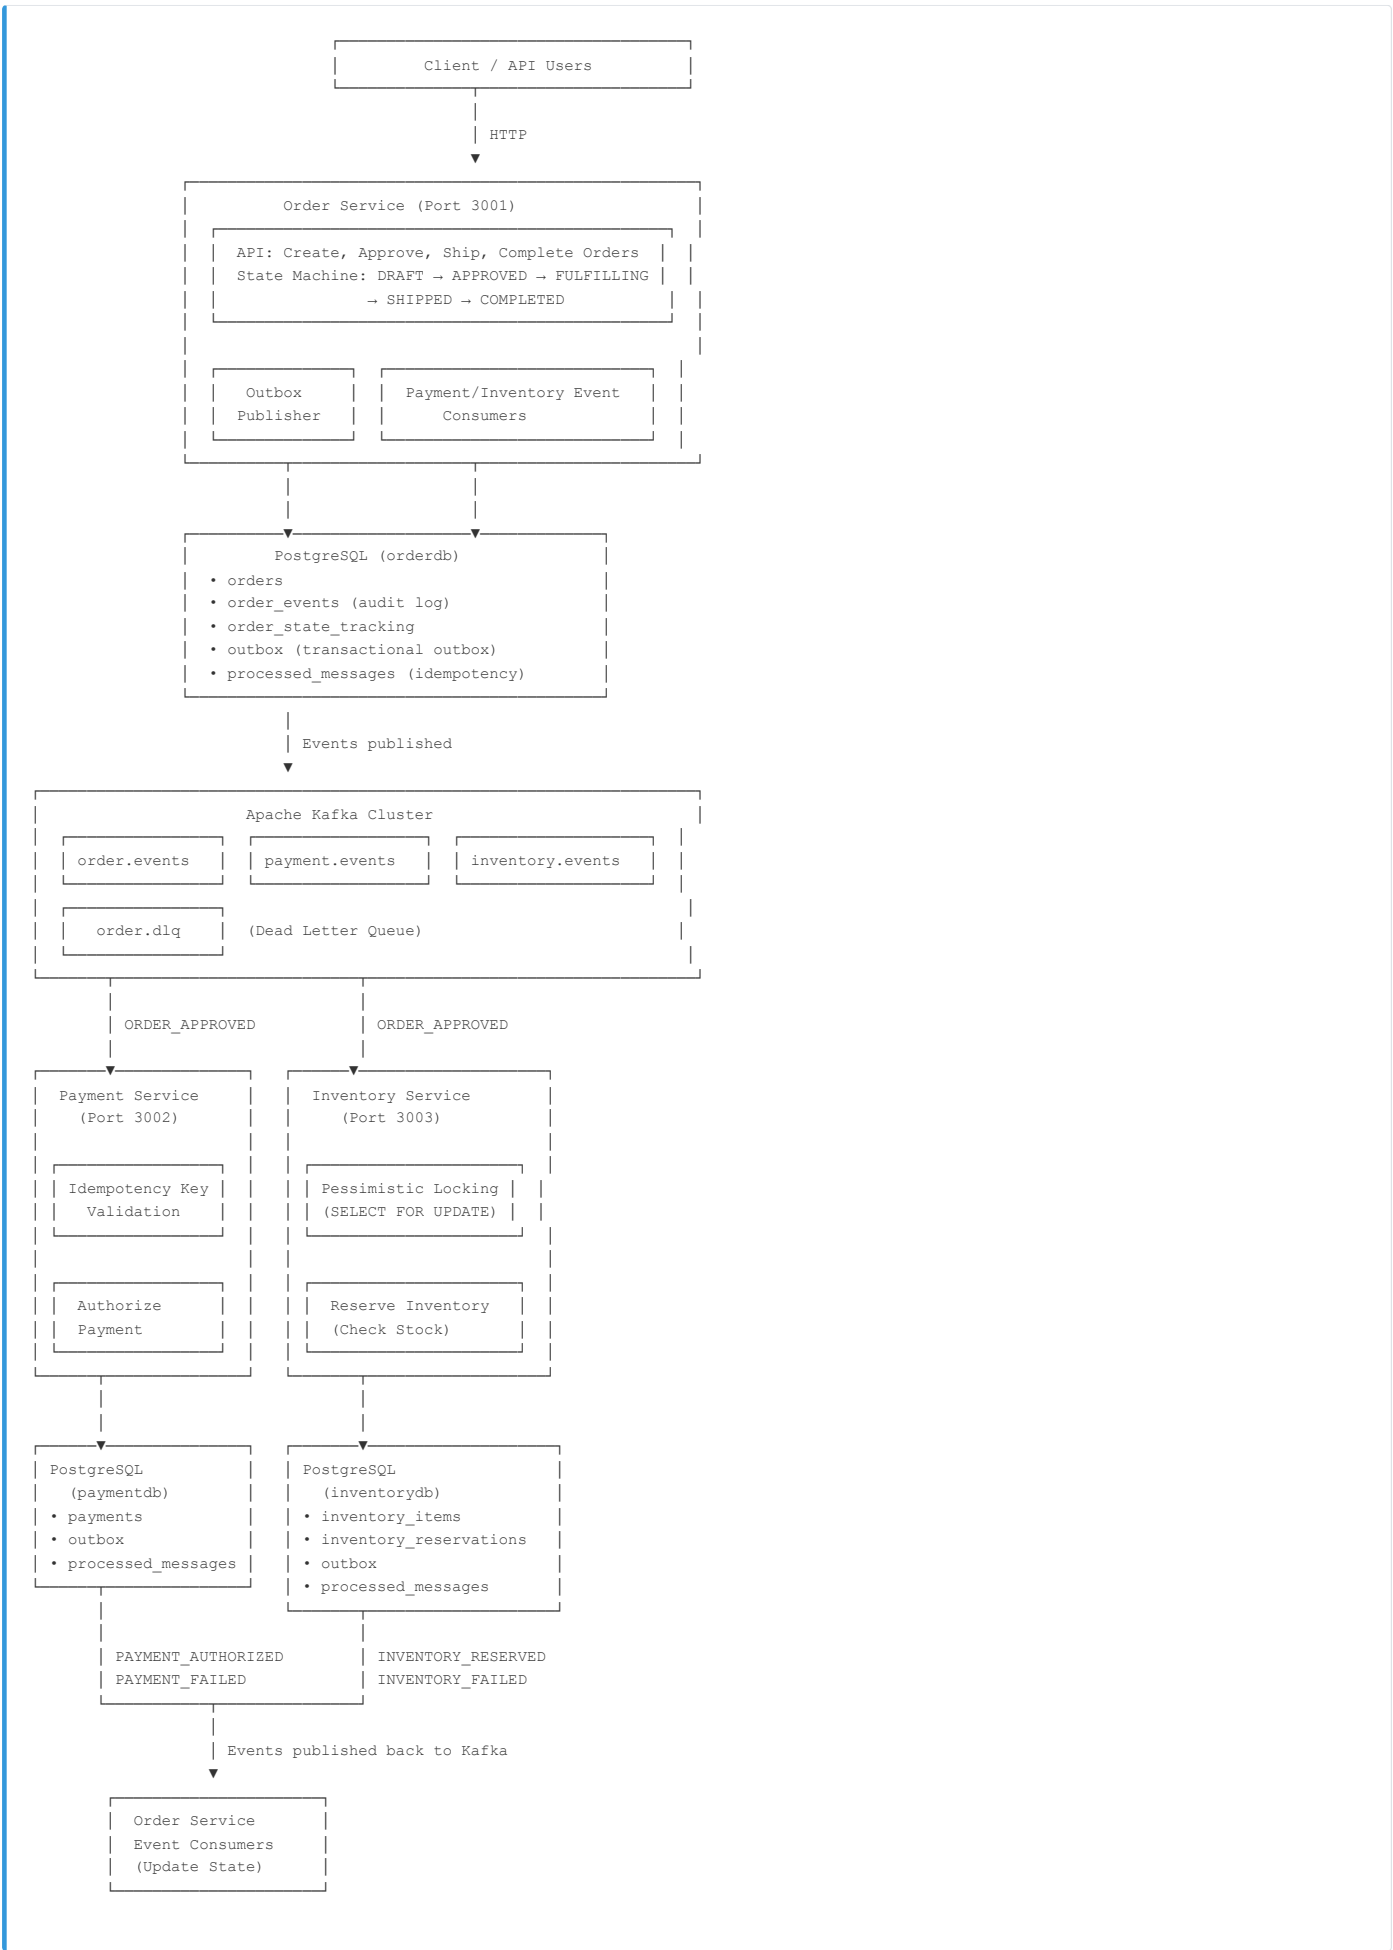 Client / API Users
HTTP
Order Service (Port 3001)
API: Create, Approve, Ship, Complete Orders
State Machine: DRAFT → APPROVED → FULFILLING
→ SHIPPED → COMPLETED
Outbox
Publisher
Payment/Inventory Event
Consumers
PostgreSQL (orderdb)
• orders
• order_events (audit log)
• order_state_tracking
• outbox (transactional outbox)
• processed_messages (idempotency)
Events published
Apache Kafka Cluster
order.events
payment.events
inventory.events
order.dlq
(Dead Letter Queue)
ORDER_APPROVED
ORDER_APPROVED
Payment Service
(Port 3002)
Idempotency Key
Validation
Authorize
Payment
Inventory Service
(Port 3003)
Pessimistic Locking
(SELECT FOR UPDATE)
Reserve Inventory
(Check Stock)
PostgreSQL
(paymentdb)
• payments
• outbox
• processed_messages
PostgreSQL
(inventorydb)
• inventory_items
• inventory_reservations
• outbox
• processed_messages
PAYMENT_AUTHORIZED
PAYMENT_FAILED
INVENTORY_RESERVED
INVENTORY_FAILED
Events published back to Kafka
Order Service
Event Consumers
(Update State)